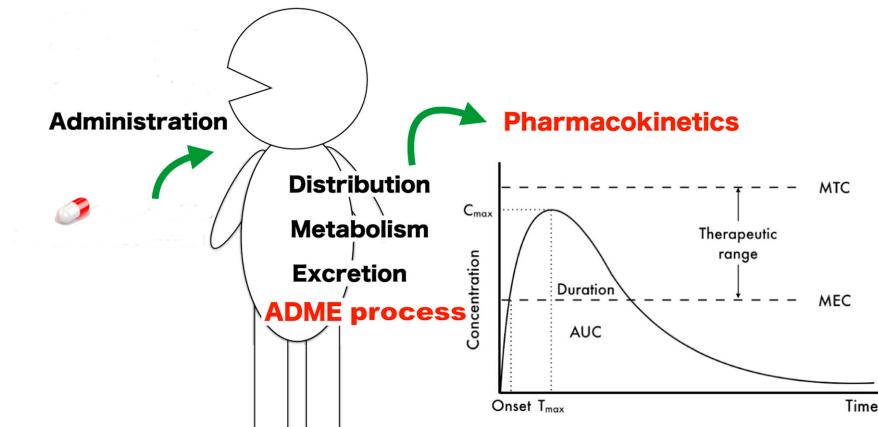 Administration
Distribution
Metabolism
Excretion
ADME process
Pharmacokinetics
MTC
Cmax
Therapeutic
range
Concentration
Duration
MEC
AUC
Onset Tmax
Time